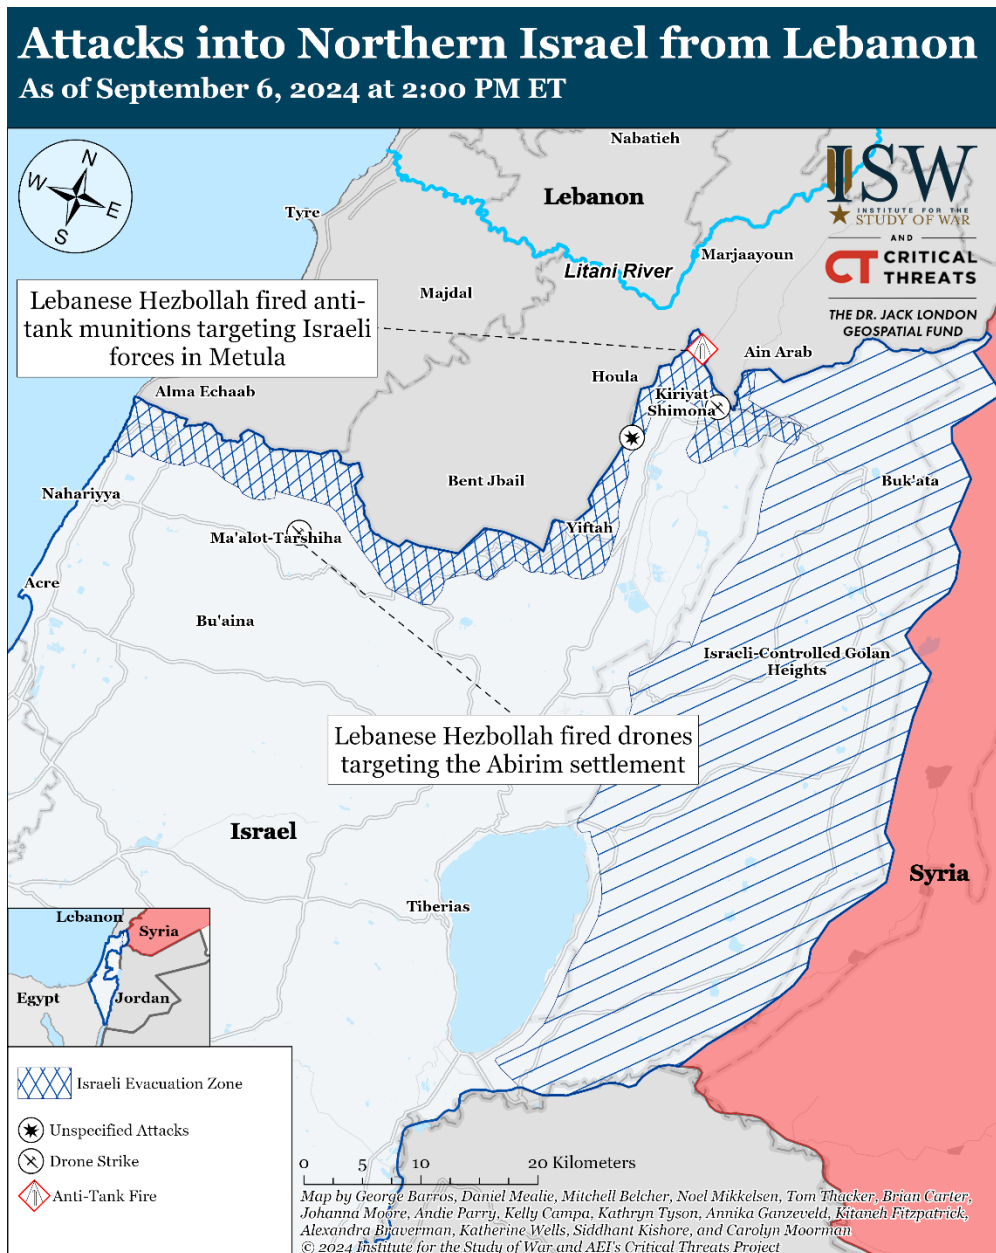 Attacks into Northern Israel from Lebanon
As of September 6, 2024 at 2:00 PM ET
N
W
E
S
Nabatieh
Lebanon
ISW
INSTITUTE FOR THE
STUDY OF WAR
AND
CT CRITICAL
THREATS
THE DR. JACK LONDON
GEOSPATIAL FUND
Tyre
Marjaayoun
Litani River
Majdal
Lebanese Hezbollah fired anti-
tank munitions targeting Israeli
forces in Metula
Ain Arab
Houla
Alma Echaab
Kiriyat
Shimona
Bent Jbail
Buk'ata
Nahariyya
Yiftah
Ma'alot-Tarshiha
Acre
Bu'aina
Israeli-Controlled Golan
Heights
Lebanese Hezbollah fired drones
targeting the Abirim settlement
Israel
Syria
Tiberias
Lebanon
Syria
Egypt
Jordan
Israeli Evacuation Zone
Unspecified Attacks
Drone Strike
Anti-Tank Fire
0 5 10 20 Kilometers
Map by George Barros, Daniel Mealie, Mitchell Belcher, Noel Mikkelsen, Tom Thacker, Brian Carter,
Johanna Moore, Andie Parry, Kelly Campa, Kathryn Tyson, Annika Ganzeveld, Kitaneh Fitzpatrick,
Alexandra Braverman, Katherine Wells, Siddhant Kishore, and Carolyn Moorman
© 2024 Institute for the Study of War and AEI's Critical Threats Project